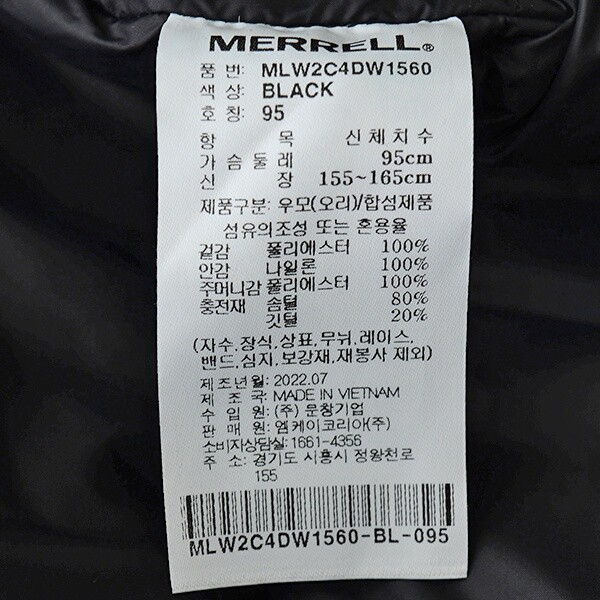 MERRELL®
품 번: MLW2C4DW1560
색 상: BLACK
호 칭: 95
항 목 신체치수
가슴둘레 95cm
신 장 155~165cm
제품구분: 우모(오리)/합섬제품
섬유의조성 또는 혼용율
겉감 폴리에스터 100%
안감 나일론 100%
주머니감 폴리에스터 100%
충전재 솜털 80%
깃털 20%
(자수,장식,상표,무늬,레이스,
밴드,심지,보강재,재봉사 제외)
제조년월: 2022.07
제 조 국: MADE IN VIETNAM
수 입 원: (주) 문창기업
판 매 원: 엠케이코리아(주)
소비자상담실: 1661-4356
주 소: 경기도 시흥시 정왕천로
155
MLW2C4DW1560-BL-095